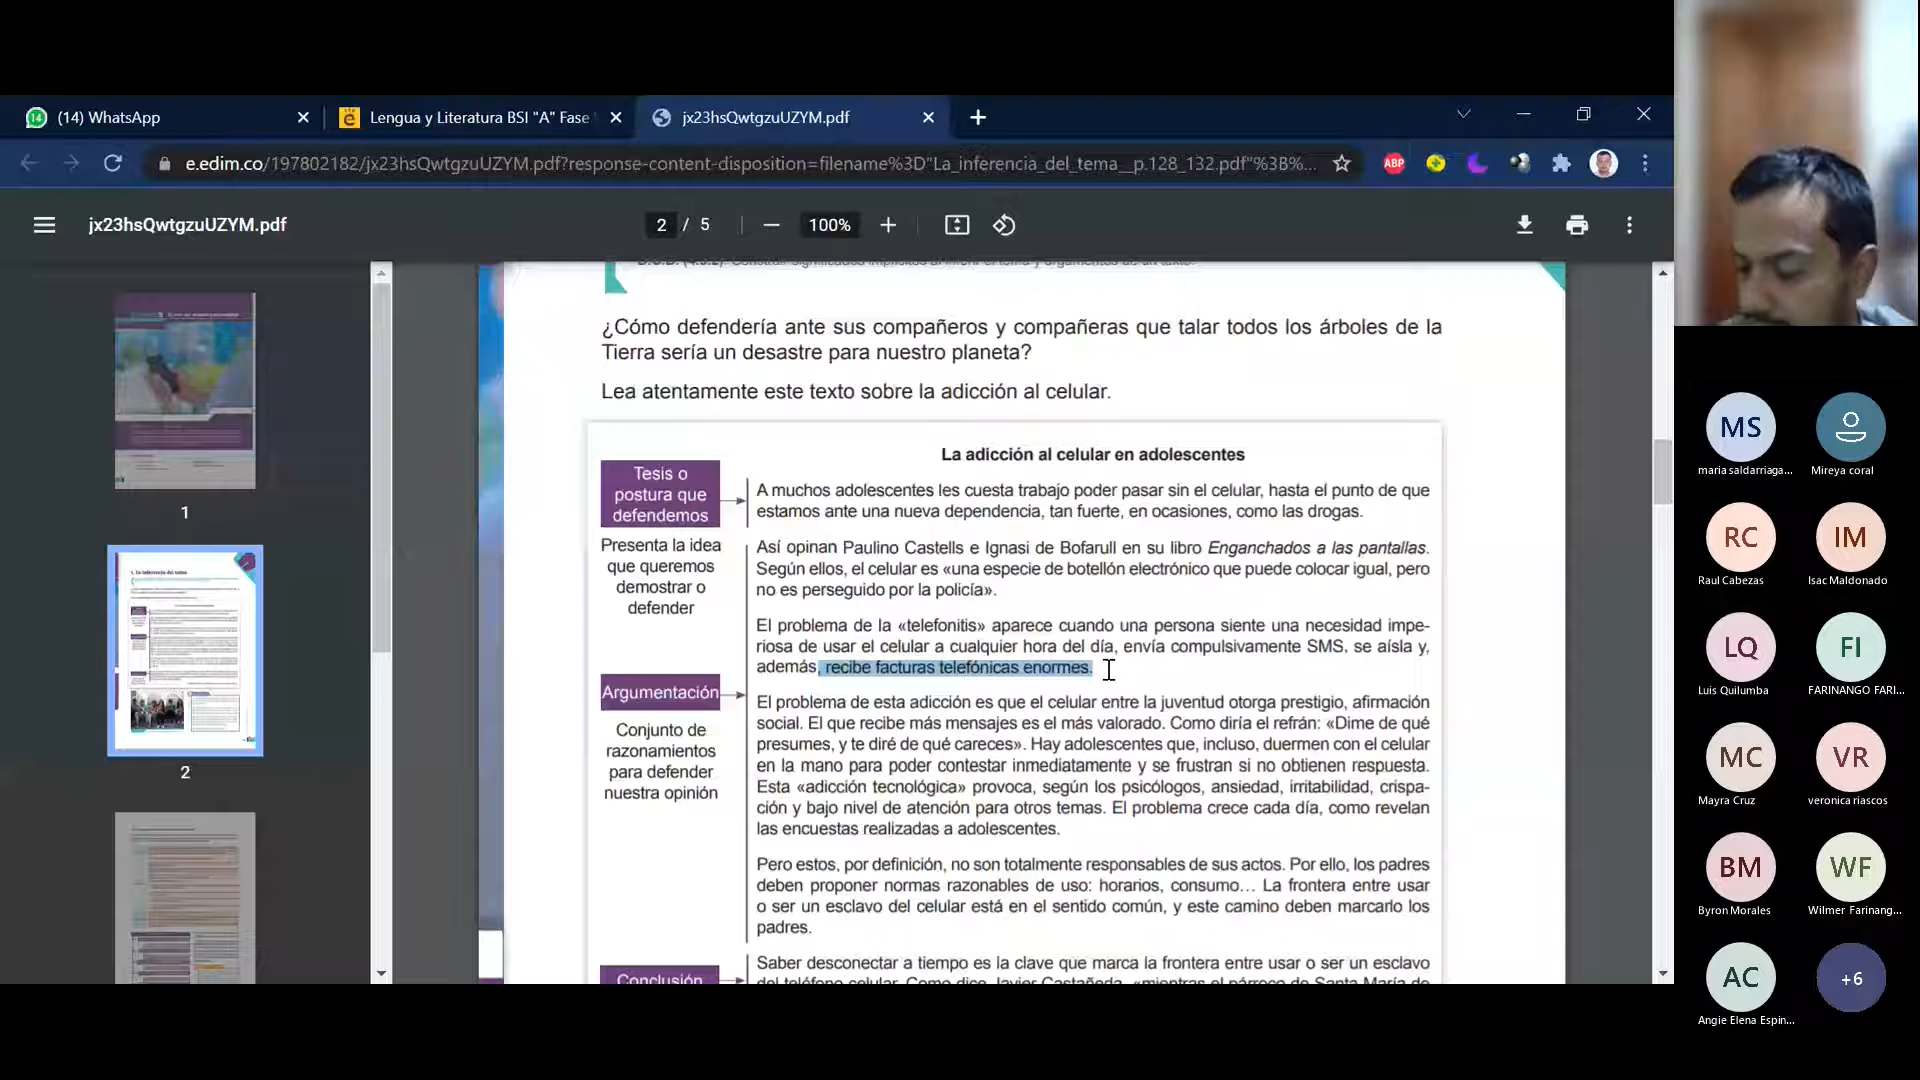 (14) WhatsApp
Lengua y Literatura BSI "A" Fase
jx23hsQwtgzuUZYM.pdf
e.edim.co/197802182/jx23hsQwtgzuUZYM.pdf?response-content-disposition=filename%3D"La_inferencia_del_tema__p.128_132.pdf"%3B%...
ABP
jx23hsQwtgzuUZYM.pdf
2 / 5
100%
¿Cómo defendería ante sus compañeros y compañeras que talar todos los árboles de la
Tierra sería un desastre para nuestro planeta?
Lea atentamente este texto sobre la adicción al celular.
La adicción al celular en adolescentes
Tesis o
postura que
defendemos
Presenta la idea
que queremos
demostrar o
defender
A muchos adolescentes les cuesta trabajo poder pasar sin el celular, hasta el punto de que
estamos ante una nueva dependencia, tan fuerte, en ocasiones, como las drogas.
Así opinan Paulino Castells e Ignasi de Bofarull en su libro Enganchados a las pantallas.
Según ellos, el celular es «una especie de botellón electrónico que puede colocar igual, pero
no es perseguido por la policía».
El problema de la «telefonitis» aparece cuando una persona siente una necesidad impe-
riosa de usar el celular a cualquier hora del día, envía compulsivamente SMS, se aísla y,
además, recibe facturas telefónicas enormes.
Argumentación
Conjunto de
razonamientos
para defender
nuestra opinión
El problema de esta adicción es que el celular entre la juventud otorga prestigio, afirmación
social. El que recibe más mensajes es el más valorado. Como diría el refrán: «Dime de qué
presumes, y te diré de qué careces». Hay adolescentes que, incluso, duermen con el celular
en la mano para poder contestar inmediatamente y se frustran si no obtienen respuesta.
Esta «adicción tecnológica» provoca, según los psicólogos, ansiedad, irritabilidad, crispa-
ción y bajo nivel de atención para otros temas. El problema crece cada día, como revelan
las encuestas realizadas a adolescentes.
Pero estos, por definición, no son totalmente responsables de sus actos. Por ello, los padres
deben proponer normas razonables de uso: horarios, consumo… La frontera entre usar
o ser un esclavo del celular está en el sentido común, y este camino deben marcarlo los
padres.
Conclusión
Saber desconectar a tiempo es la clave que marca la frontera entre usar o ser un esclavo
del teléfono celular. Como dice Javier Castañeda, «mientras el párroco de Santa María de
1
2
MS
maria saldarriaga...
Mireya coral
RC
Raul Cabezas
IM
Isac Maldonado
LQ
Luis Quilumba
FI
FARINANGO FARI...
MC
Mayra Cruz
VR
veronica riascos
BM
Byron Morales
WF
Wilmer Farinang...
AC
Angie Elena Espin...
+6